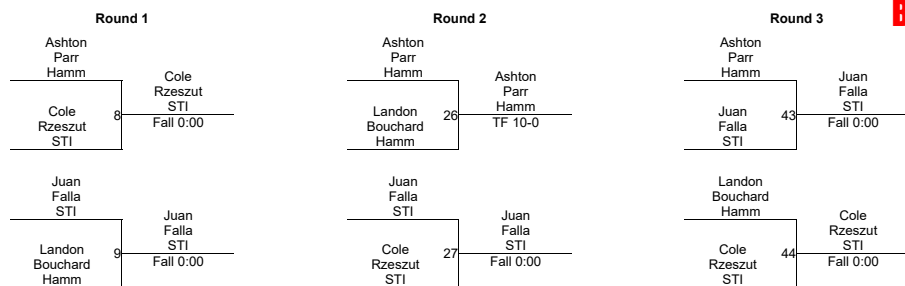 Round 1
Round 2
Round 3
Ashton
Parr
Hamm
8
Cole
Rzeszut
STI
Fall 0:00
Cole
Rzeszut
STI
Ashton
Parr
Hamm
26
Ashton
Parr
Hamm
TF 10-0
Landon
Bouchard
Hamm
Ashton
Parr
Hamm
43
Juan
Falla
STI
Fall 0:00
Juan
Falla
STI
Juan
Falla
STI
9
Juan
Falla
STI
Fall 0:00
Landon
Bouchard
Hamm
Juan
Falla
STI
27
Juan
Falla
STI
Fall 0:00
Cole
Rzeszut
STI
Landon
Bouchard
Hamm
44
Cole
Rzeszut
STI
Fall 0:00
Cole
Rzeszut
STI